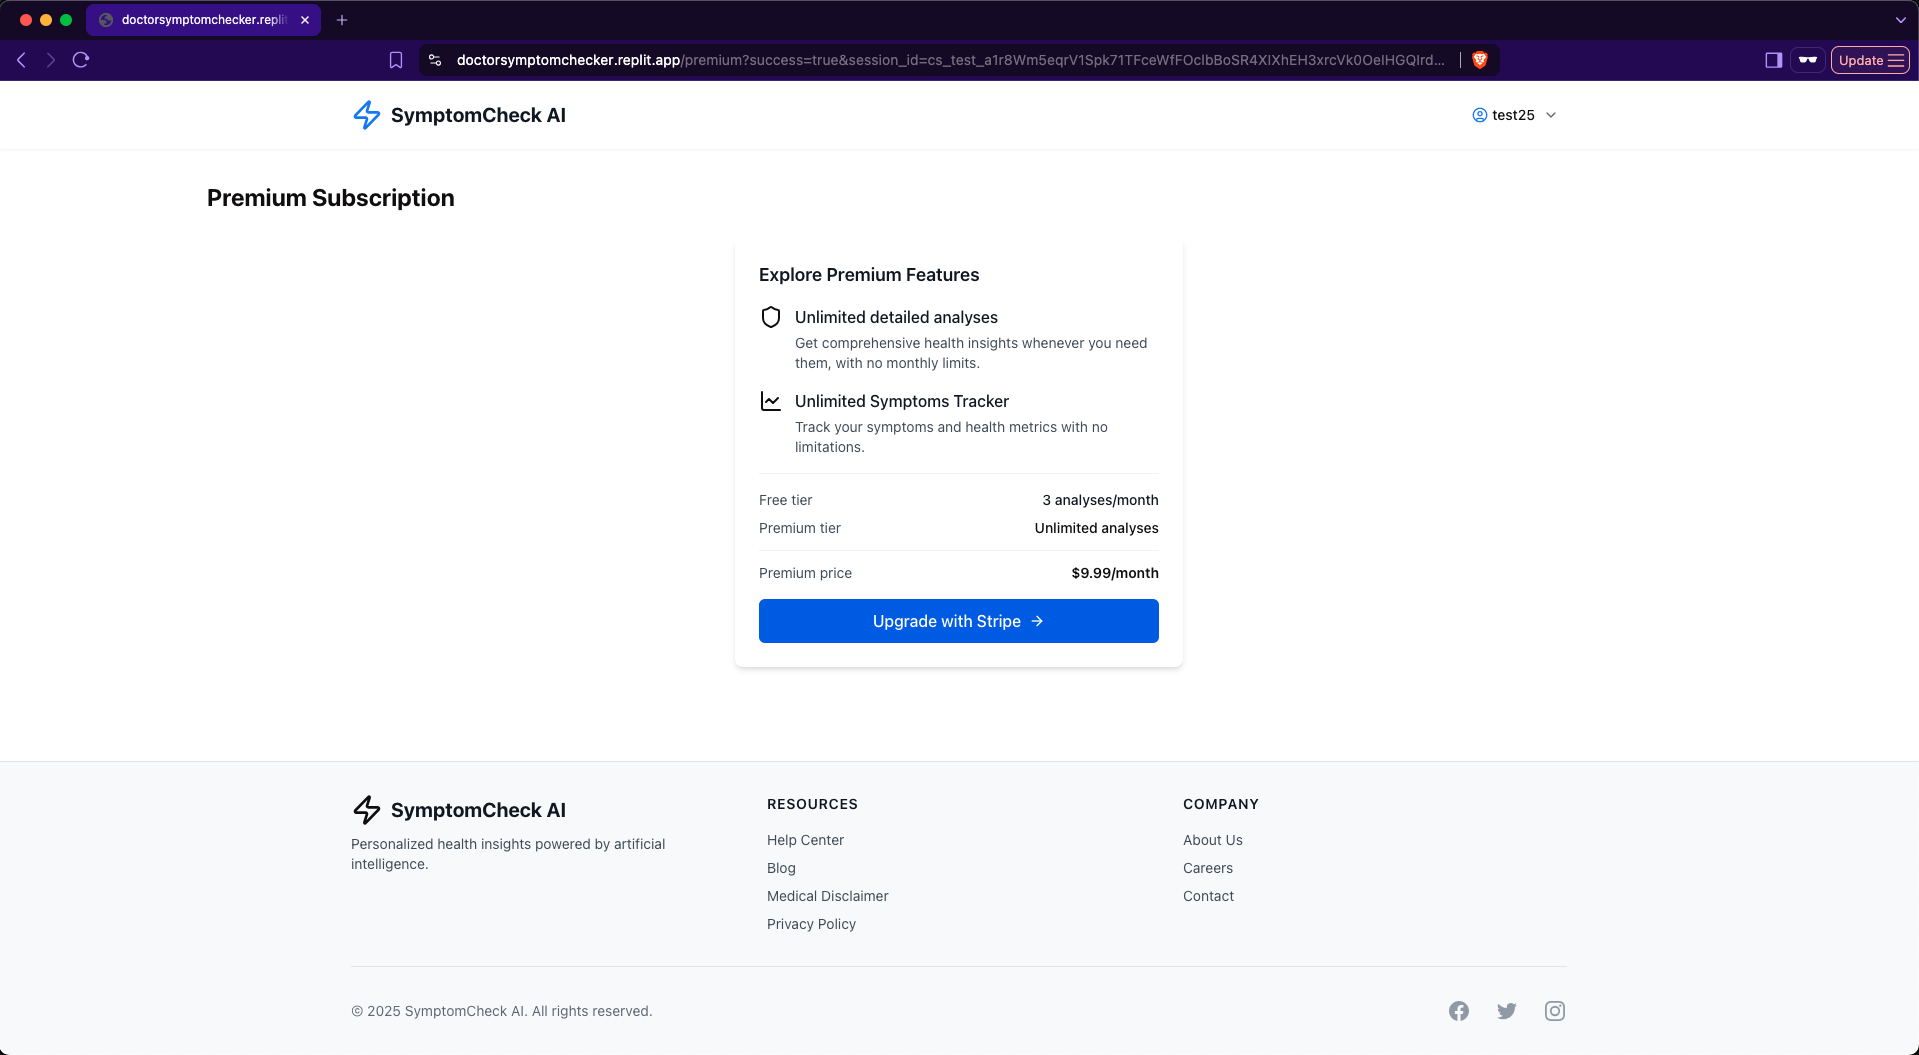 doctorsymptomchecker.replit
doctorsymptomchecker.replit.app/premium?success=true&session_id=
Update
SymptomCheck AI
test25
Premium Subscription
Explore Premium Features
Unlimited detailed analyses
Get comprehensive health insights whenever you need
them, with no monthly limits.
Unlimited Symptoms Tracker
Track your symptoms and health metrics with no
limitations.
Free tier 3 analyses/month
Premium tier Unlimited analyses
Premium price $9.99/month
Upgrade with Stripe →
SymptomCheck AI
Personalized health insights powered by artificial
intelligence.
RESOURCES
Help Center
Blog
Medical Disclaimer
Privacy Policy
COMPANY
About Us
Careers
Contact
© 2025 SymptomCheck AI. All rights reserved.